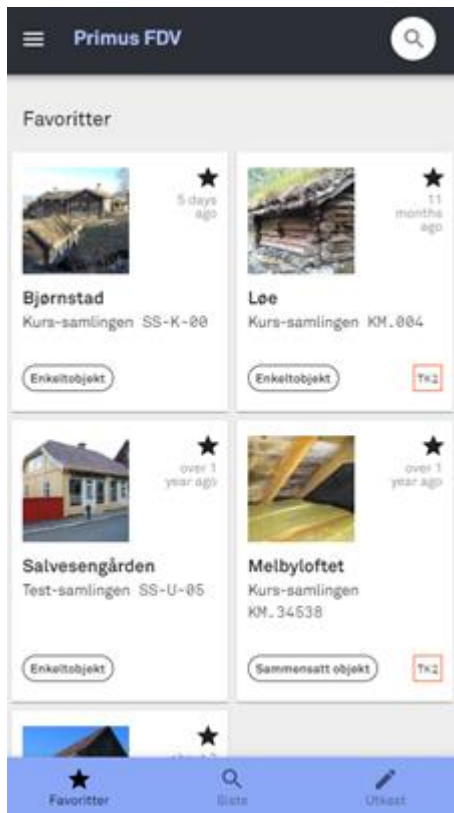 Primus FDV
Favoritter
5 days
ago
Bjørnstad
Kurs-samlingen SS-K-00
Enkeltobjekt
11
months
ago
Løe
Kurs-samlingen KM.004
Enkeltobjekt
TK2
over 1
year ago
Salvesengården
Test-samlingen SS-U-05
Enkeltobjekt
over 1
year ago
Melbyloftet
Kurs-samlingen
KM.34538
Sammensatt objekt
TK2
Favoritter
Siste
Utkast